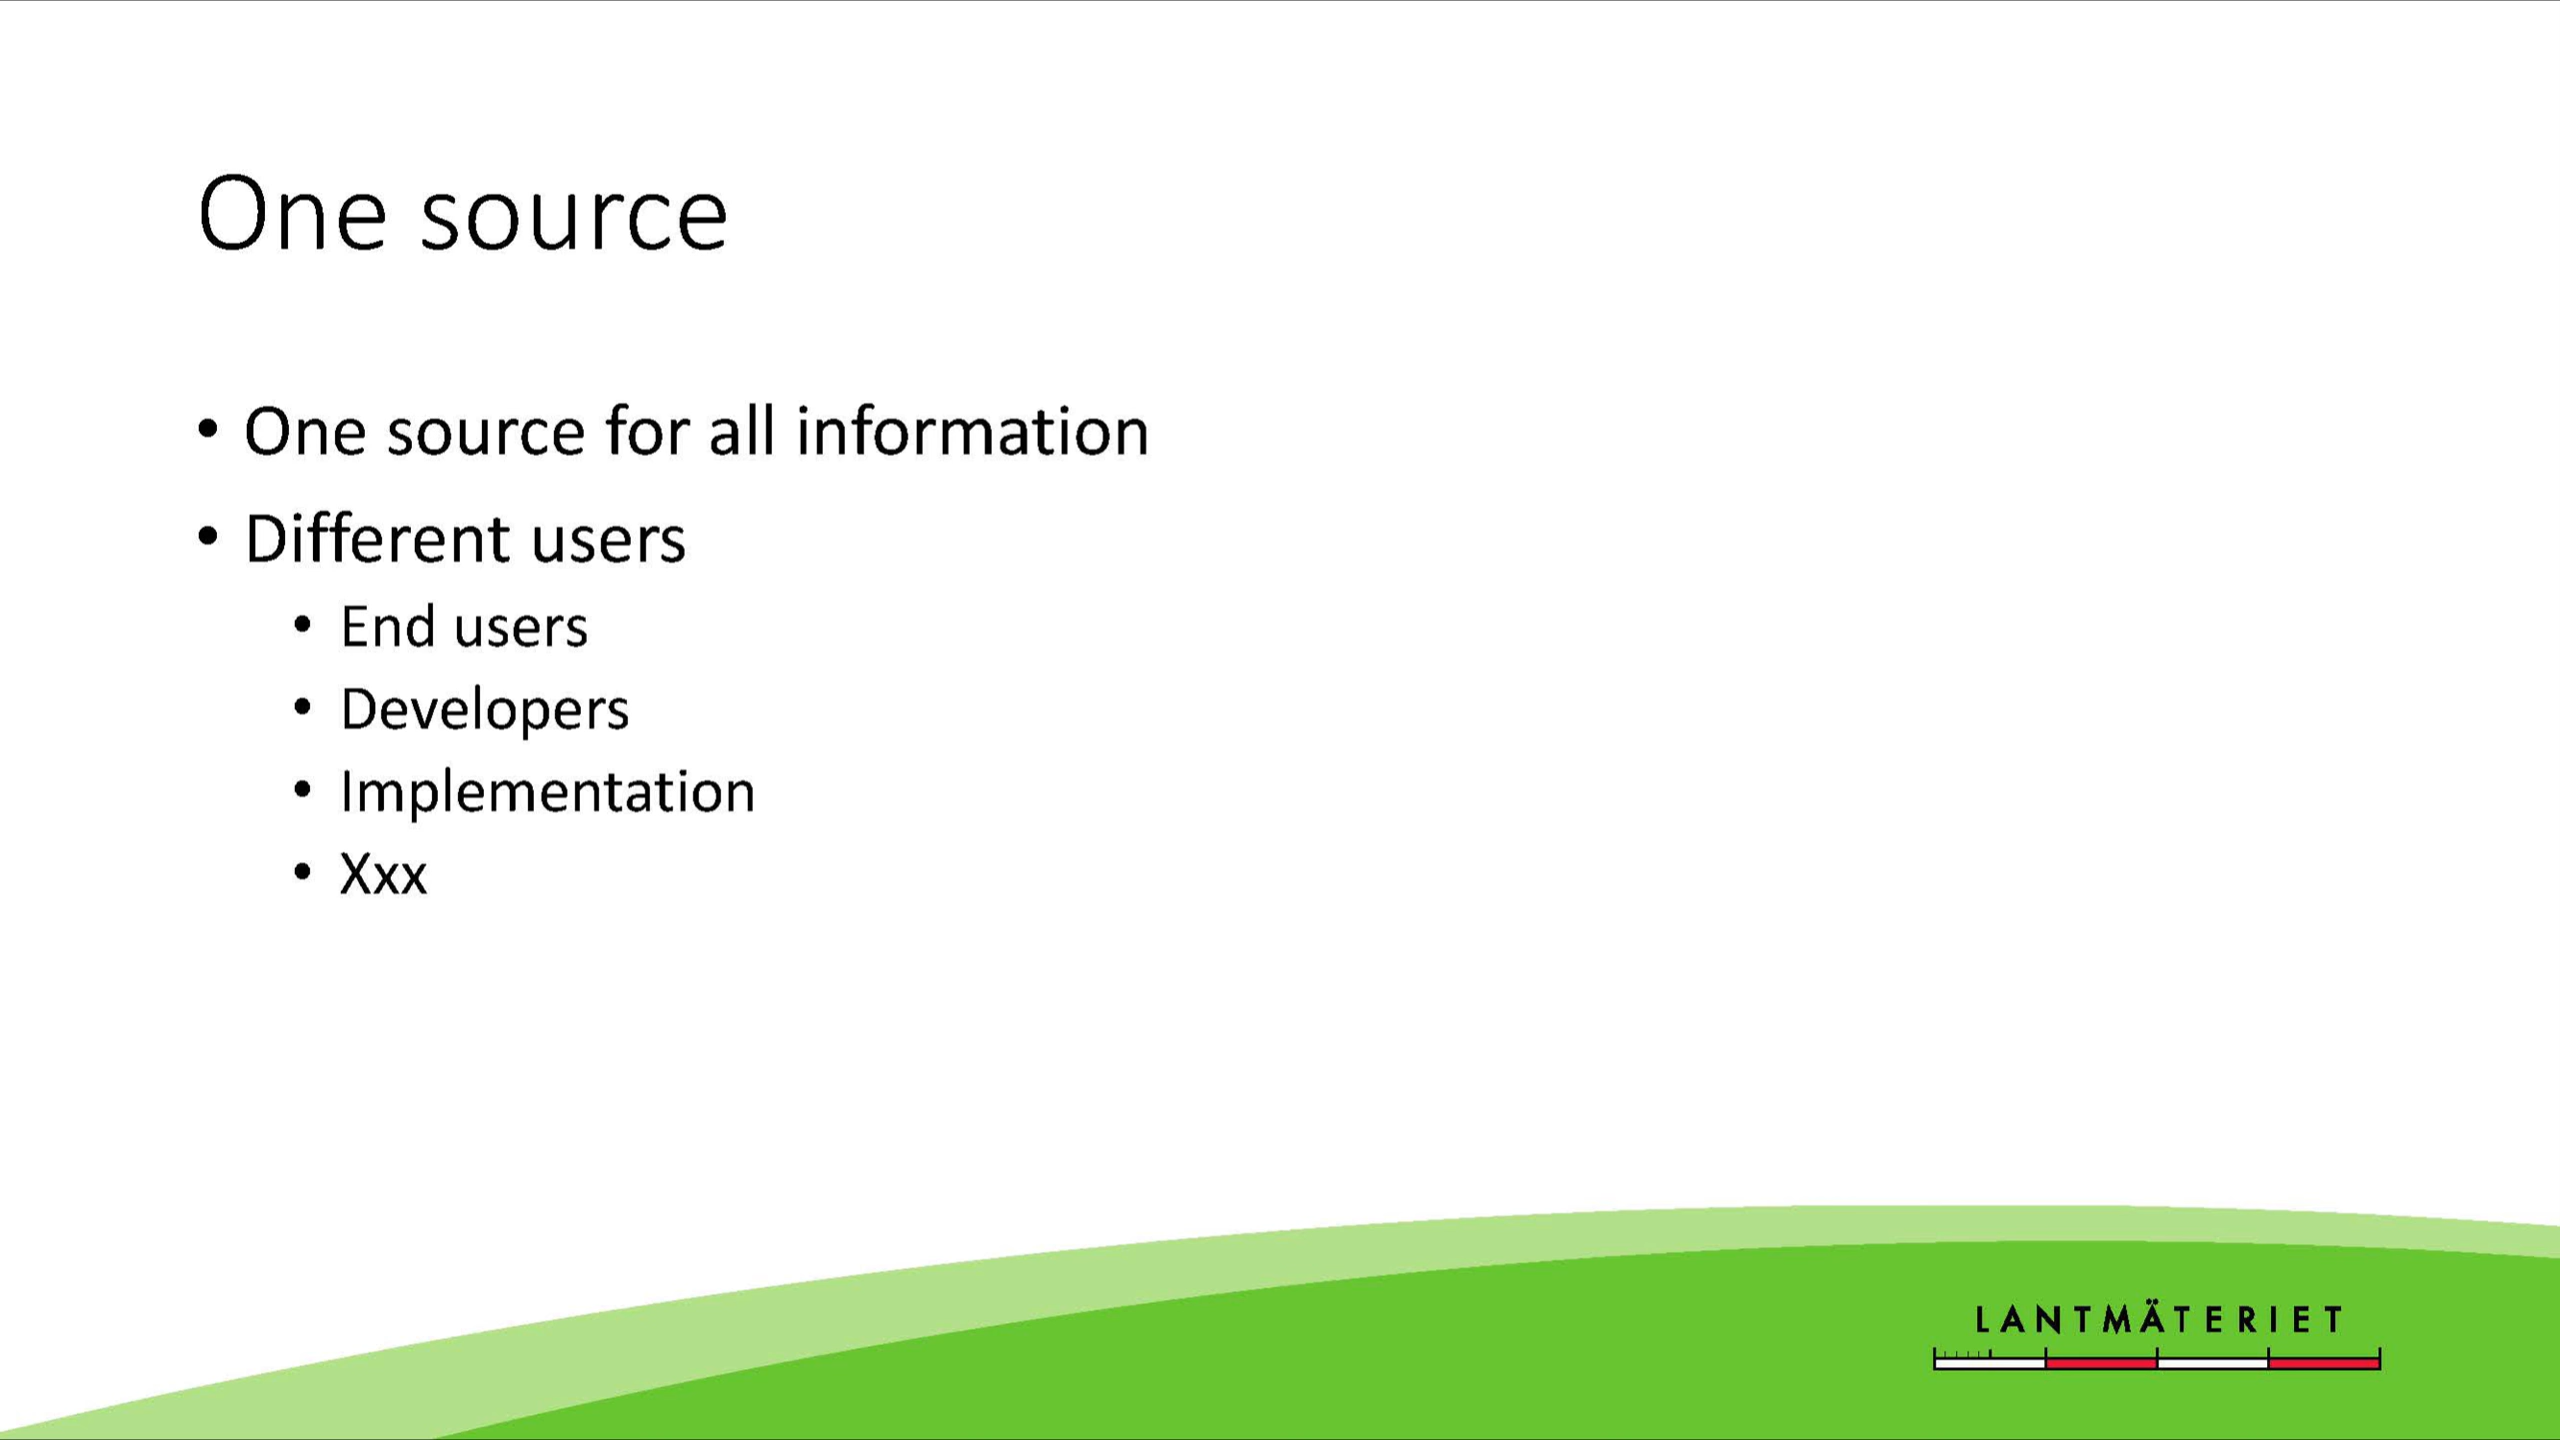 One source
• One source for all information
• Different users
• End users
• Developers
• Implementation
• Xxx
LANTMÄTERIET